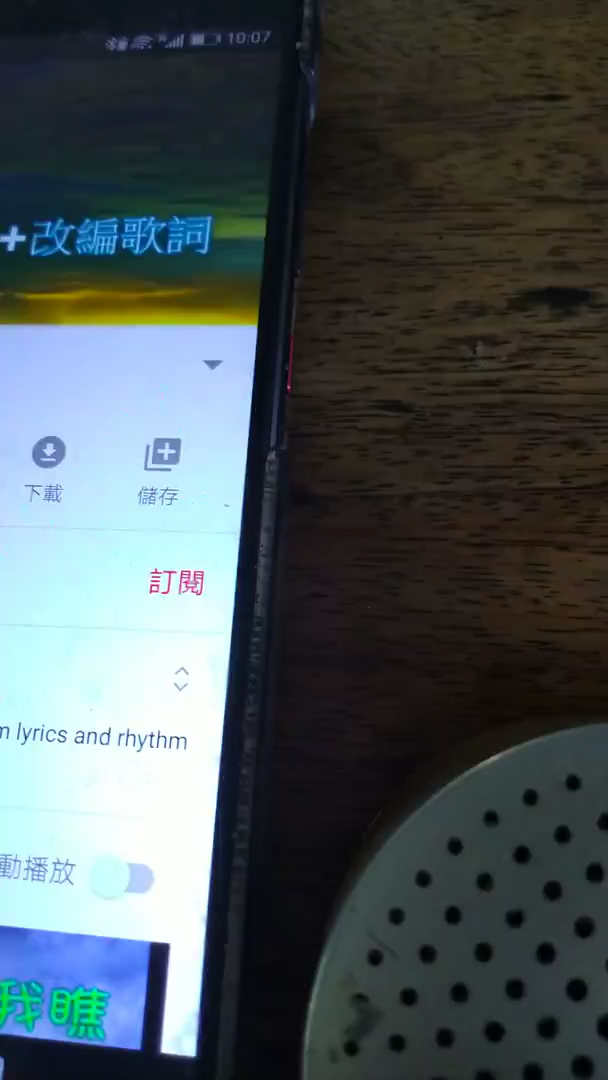 10:07
+改編歌詞
下載
儲存
訂閱
lyrics and rhythm
動播放
我瞧